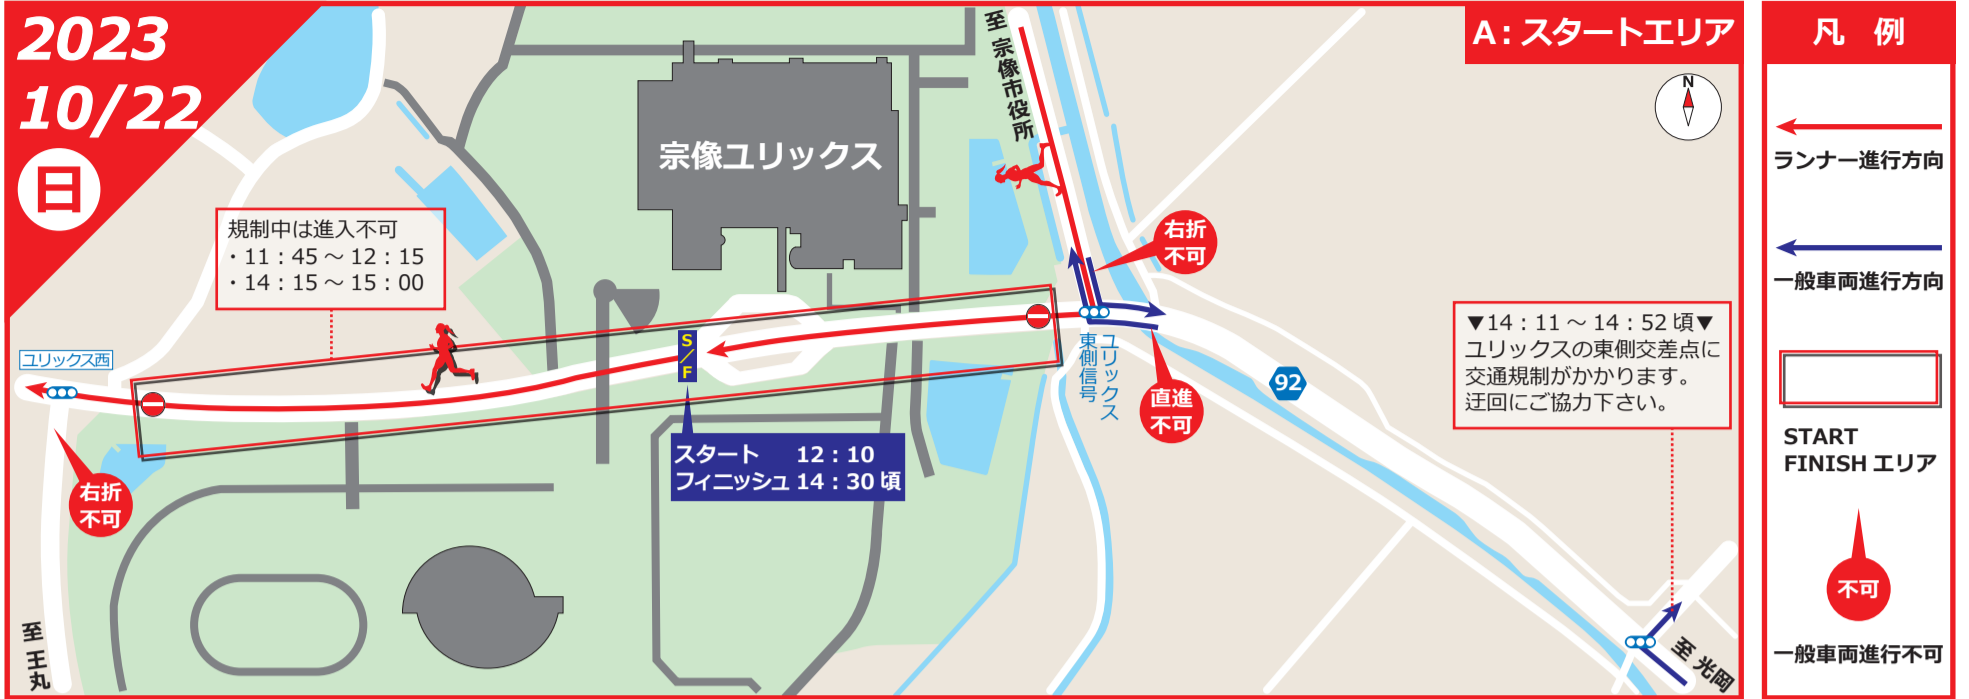 2023
10/22
日
A：スタートエリア
凡 例
N
至 宗像市役所
宗像ユリックス
規制中は進入不可
・11：45～12：15
・14：15～15：00
右折
不可
ユリックス西
S/F
ユリックス
東側信号
直進
不可
92
▼14：11～14：52頃▼
ユリックスの東側交差点に
交通規制がかかります。
迂回にご協力下さい。
スタート 12：10
フィニッシュ 14：30頃
右折
不可
至 王丸
至 光岡
ランナー進行方向
一般車両進行方向
START
FINISH エリア
不可
一般車両進行不可